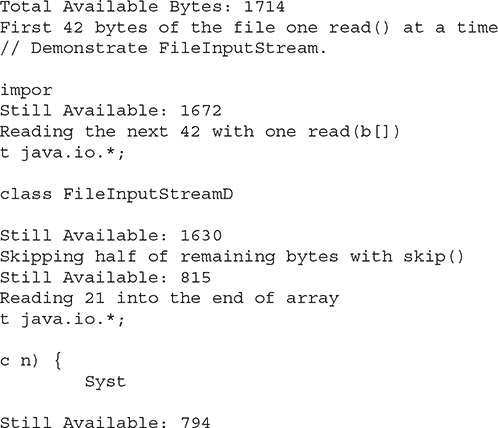 Total Available Bytes: 1714
First 42 bytes of the file one read() at a time
// Demonstrate FileInputStream.

impor
Still Available: 1672
Reading the next 42 with one read(b[])
t java.io.*;

class FileInputStreamD

Still Available: 1630
Skipping half of remaining bytes with skip()
Still Available: 815
Reading 21 into the end of array
t java.io.*;

c n) {
        Syst

Still Available: 794